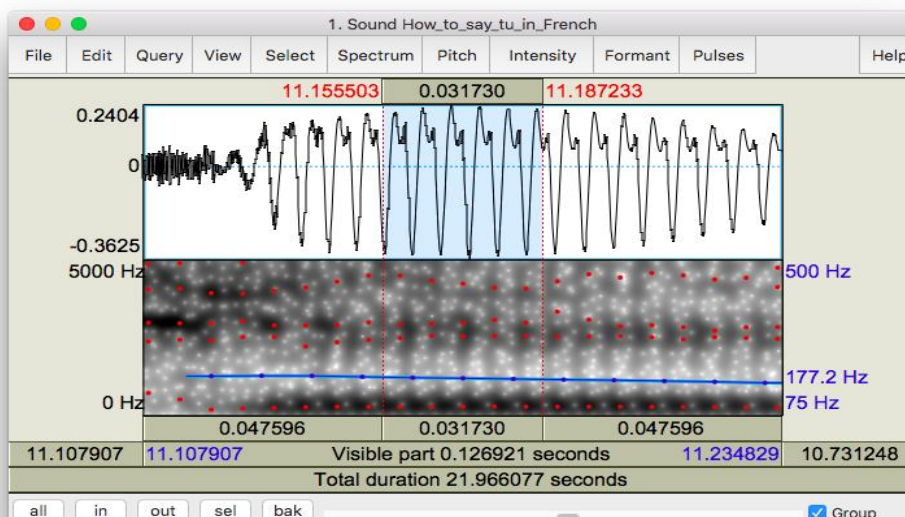 1. Sound How_to_say_tu_in_French
File Edit Query View Select Spectrum Pitch Intensity Formant Pulses Help
11.155503 0.031730 11.187233
0.2404
0
-0.3625
5000 Hz 500 Hz
177.2 Hz
0 Hz 75 Hz
0.047596 0.031730 0.047596
11.107907 11.107907 Visible part 0.126921 seconds 11.234829 10.731248
Total duration 21.966077 seconds
all in out sel bak Group